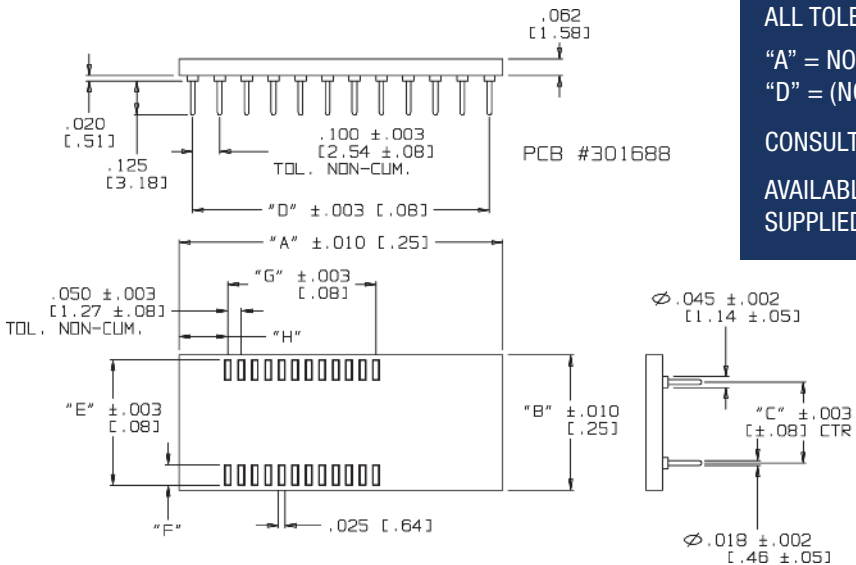 .062
[1.58]
.020
[.51]
.125
[3.18]
.100 ±.003
[2.54 ±.08]
TOL. NON-CUM.
PCB #301688
"D" ±.003 [.08]
"A" ±.010 [.25]
"G" ±.003
[.08]
.050 ±.003
[1.27 ±.08]
TOL. NON-CUM.
"H"
"E" ±.003
[.08]
"B" ±.010
[.25]
"F"
.025 [.64]
Ø.045 ±.002
[1.14 ±.05]
"C" ±.003
[±.08] CTR
Ø.018 ±.002
[.46 ±.05]
ALL TOLE
“A” = NO
“D” = (NO
CONSULT
AVAILABL
SUPPLIED